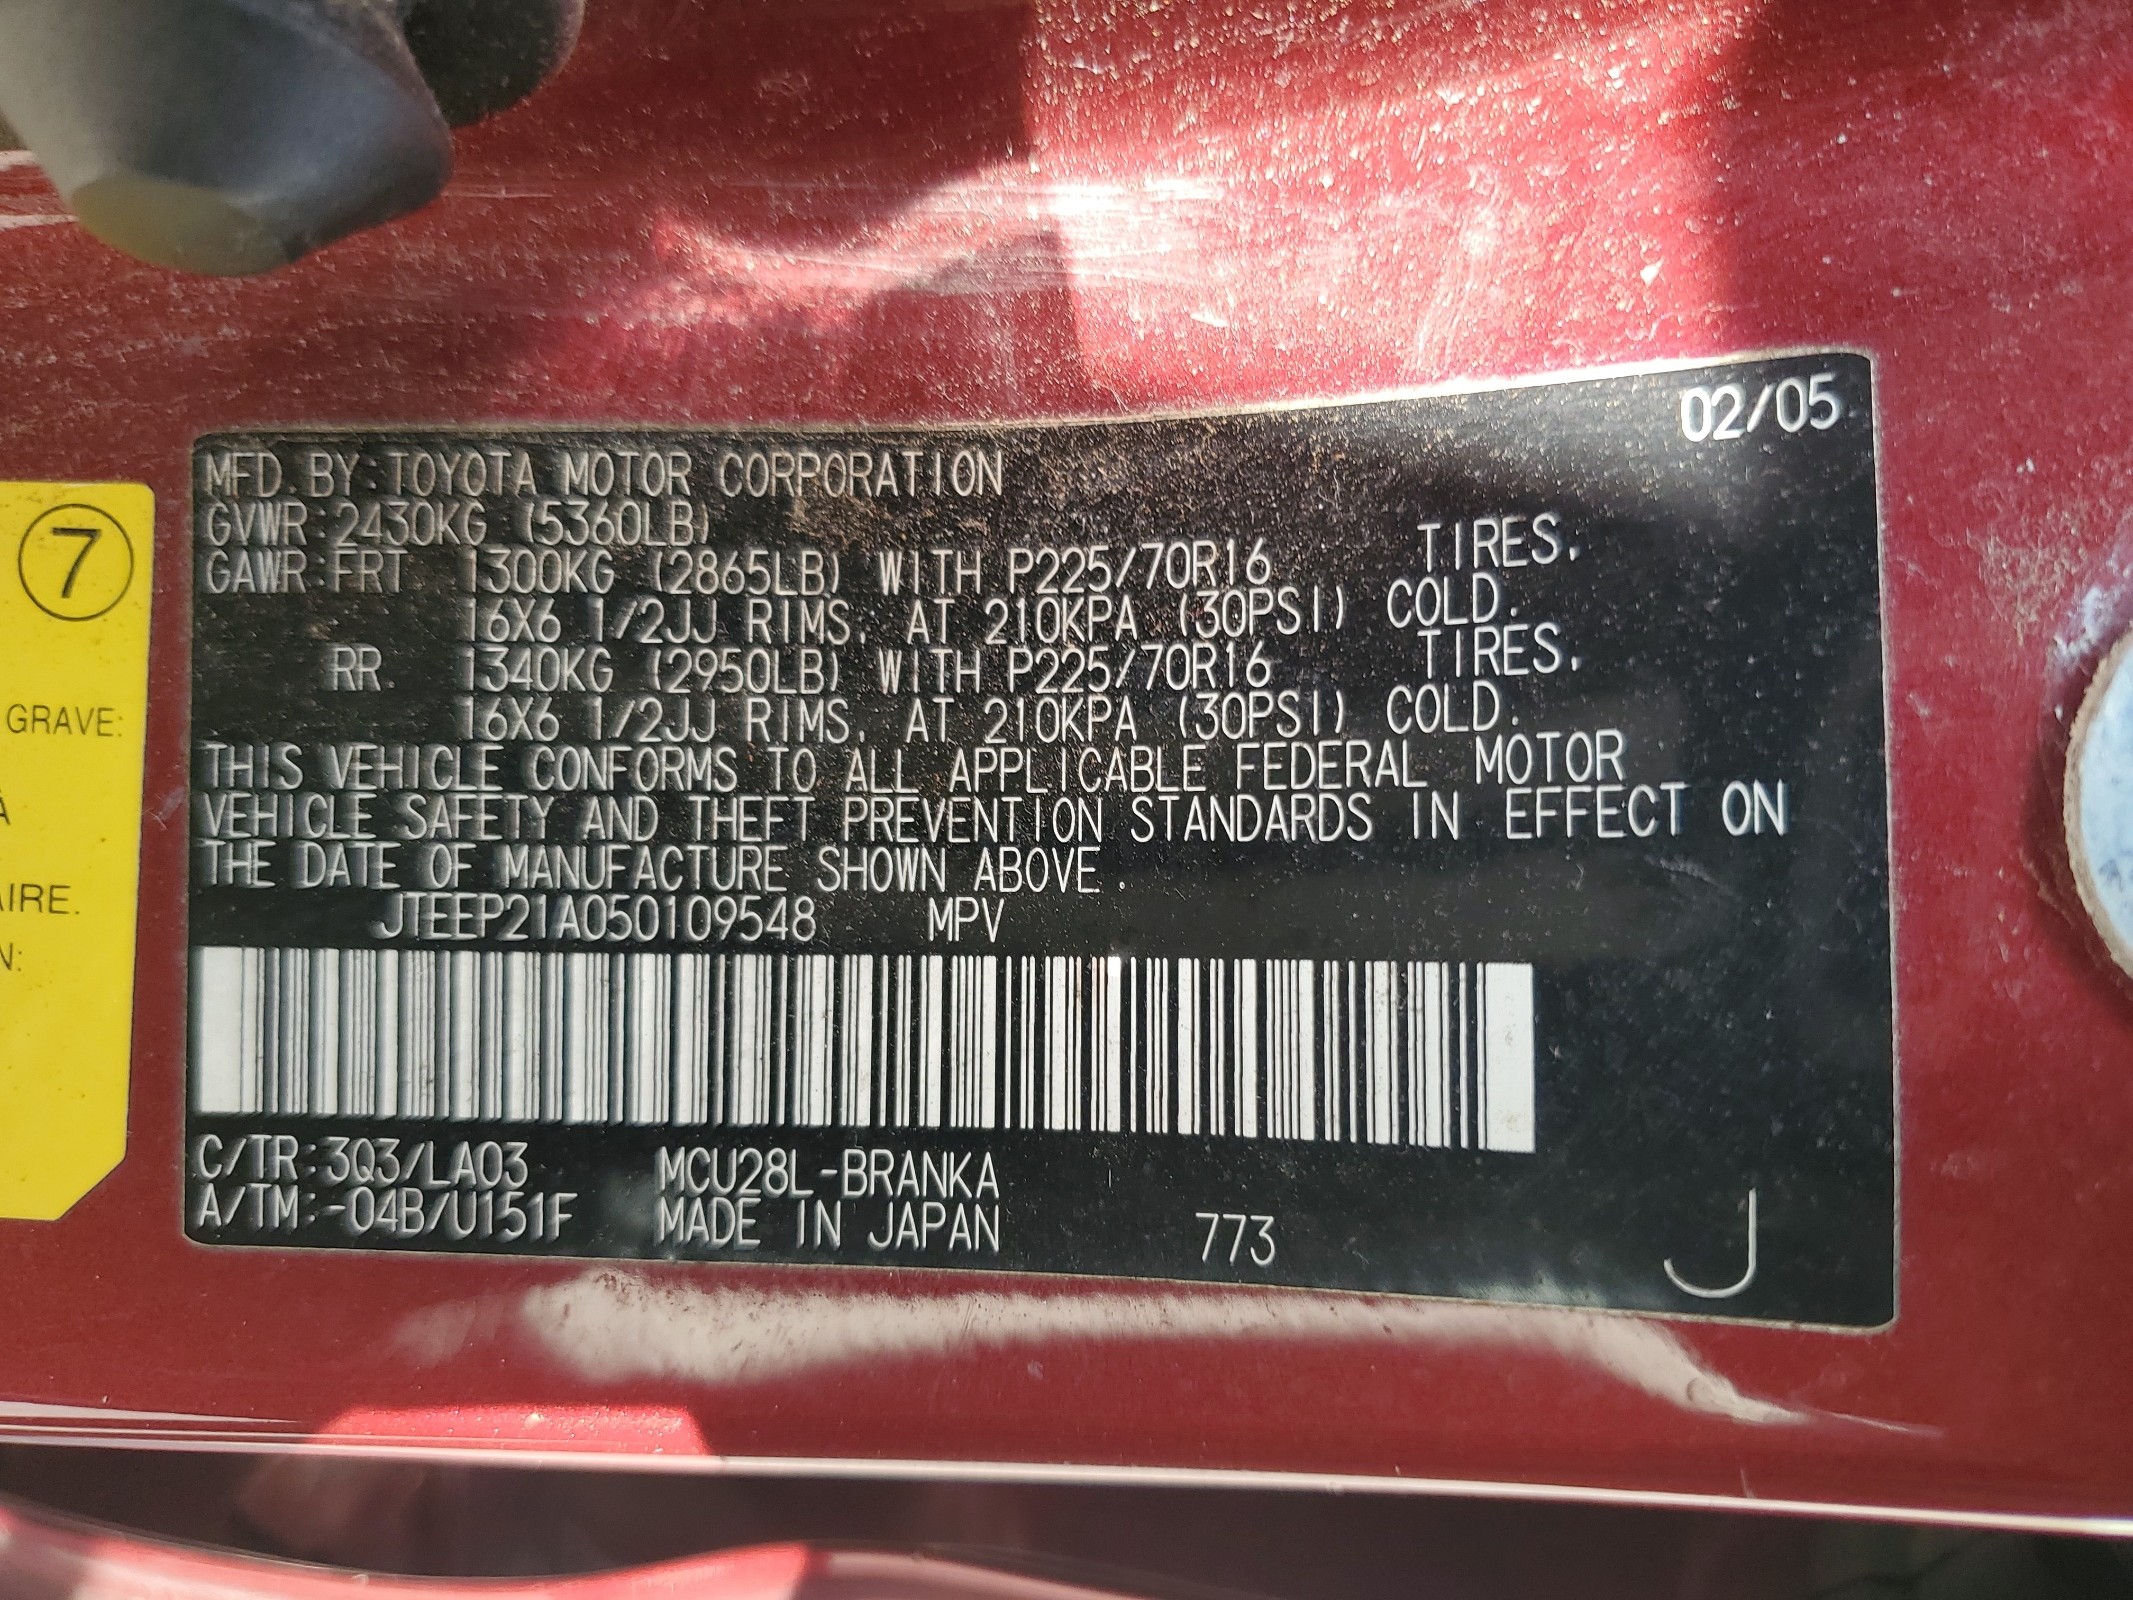 02/05
MFD. BY: TOYOTA MOTOR CORPORATION
GVWR: 2430KG (5360LB)
GAWR: FRT 1300KG (2865LB) WITH P225/70R16 TIRES.
16X6 1/2JJ RIMS, AT 210KPA (30PSI) COLD.
RR. 1340KG (2950LB) WITH P225/70R16 TIRES.
16X6 1/2JJ RIMS, AT 210KPA (30PSI) COLD.
THIS VEHICLE CONFORMS TO ALL APPLICABLE FEDERAL MOTOR
VEHICLE SAFETY AND THEFT PREVENTION STANDARDS IN EFFECT ON
THE DATE OF MANUFACTURE SHOWN ABOVE.
JTEEP21A050109548 MPV
C/TR: 3Q3/LA03 MCU28L-BRANKA
A/TM: -04B/U151F MADE IN JAPAN 773 J
7
GRAVE:
À
AIRE.
N: